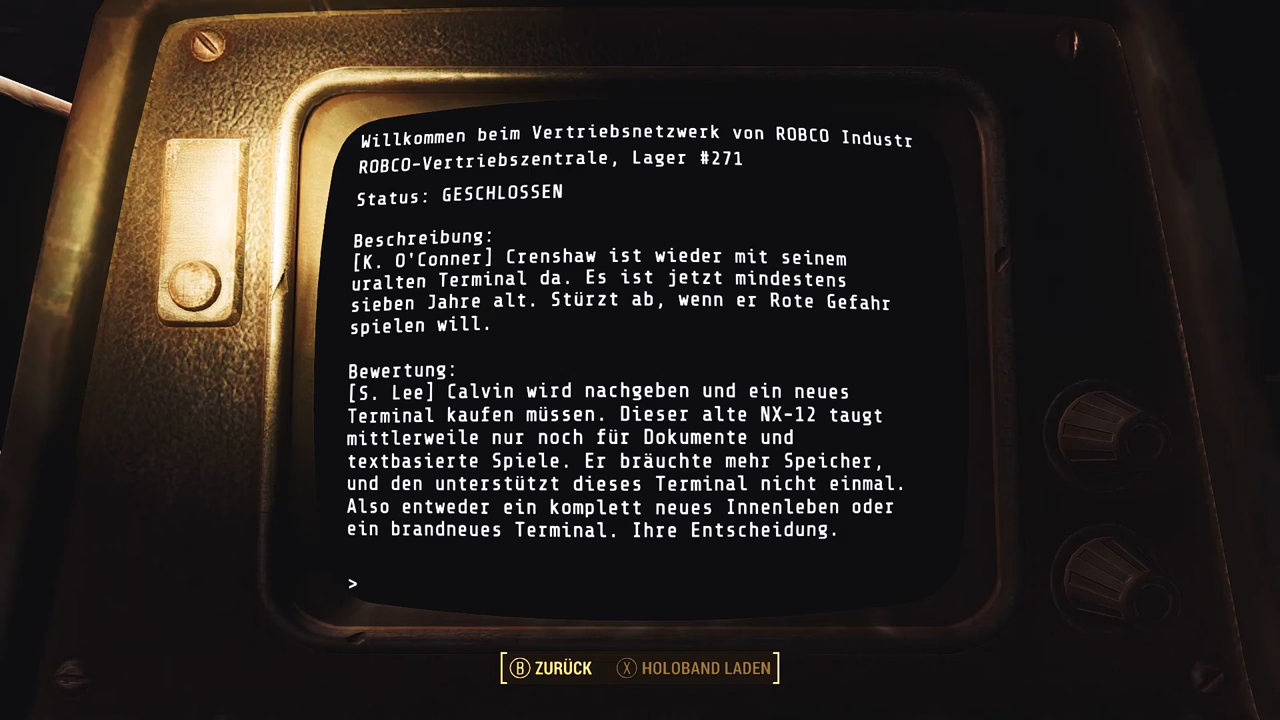 Willkommen beim Vertriebsnetzwerk von ROBCO Industr
ROBCO-Vertriebszentrale, Lager #271
Status: GESCHLOSSEN
Beschreibung:
[K. O'Conner] Crenshaw ist wieder mit seinem
uralten Terminal da. Es ist jetzt mindestens
sieben Jahre alt. Stürzt ab, wenn er Rote Gefahr
spielen will.
Bewertung:
[S. Lee] Calvin wird nachgeben und ein neues
Terminal kaufen müssen. Dieser alte NX-12 taugt
mittlerweile nur noch für Dokumente und
textbasierte Spiele. Er bräuchte mehr Speicher,
und den unterstützt dieses Terminal nicht einmal.
Also entweder ein komplett neues Innenleben oder
ein brandneues Terminal. Ihre Entscheidung.
>
B ZURÜCK X HOLOBAND LADEN